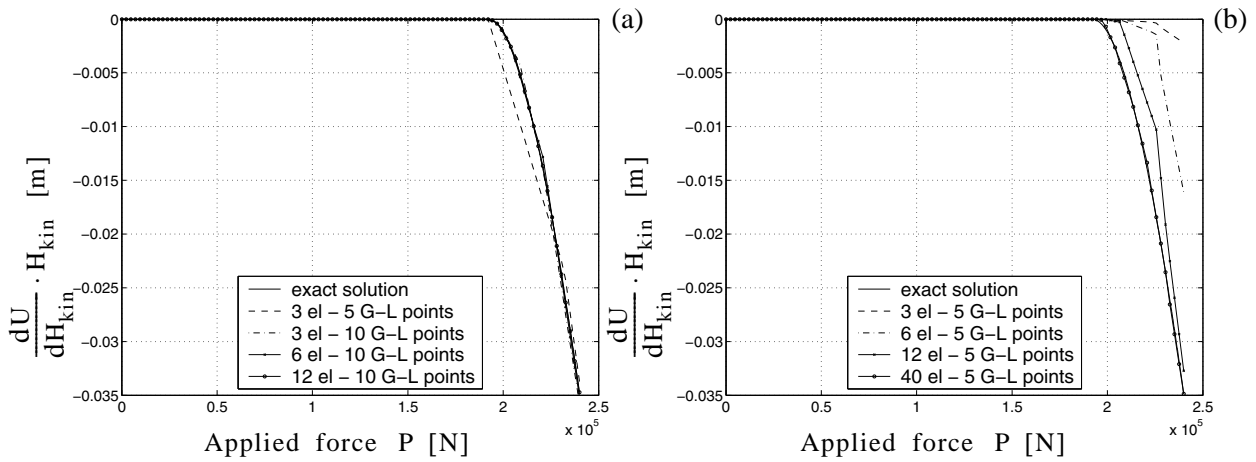 (a)
0
−0.005
−0.01
−0.015
−0.02
−0.025
−0.03
−0.035
dU
dH_kin · H_kin [m]
exact solution
3 el − 5 G−L points
3 el − 10 G−L points
6 el − 10 G−L points
12 el − 10 G−L points
0 0.5 1 1.5 2 2.5
x 10^5
Applied force P [N]
(b)
0
−0.005
−0.01
−0.015
−0.02
−0.025
−0.03
−0.035
dU
dH_kin · H_kin [m]
exact solution
3 el − 5 G−L points
6 el − 5 G−L points
12 el − 5 G−L points
40 el − 5 G−L points
0 0.5 1 1.5 2 2.5
x 10^5
Applied force P [N]